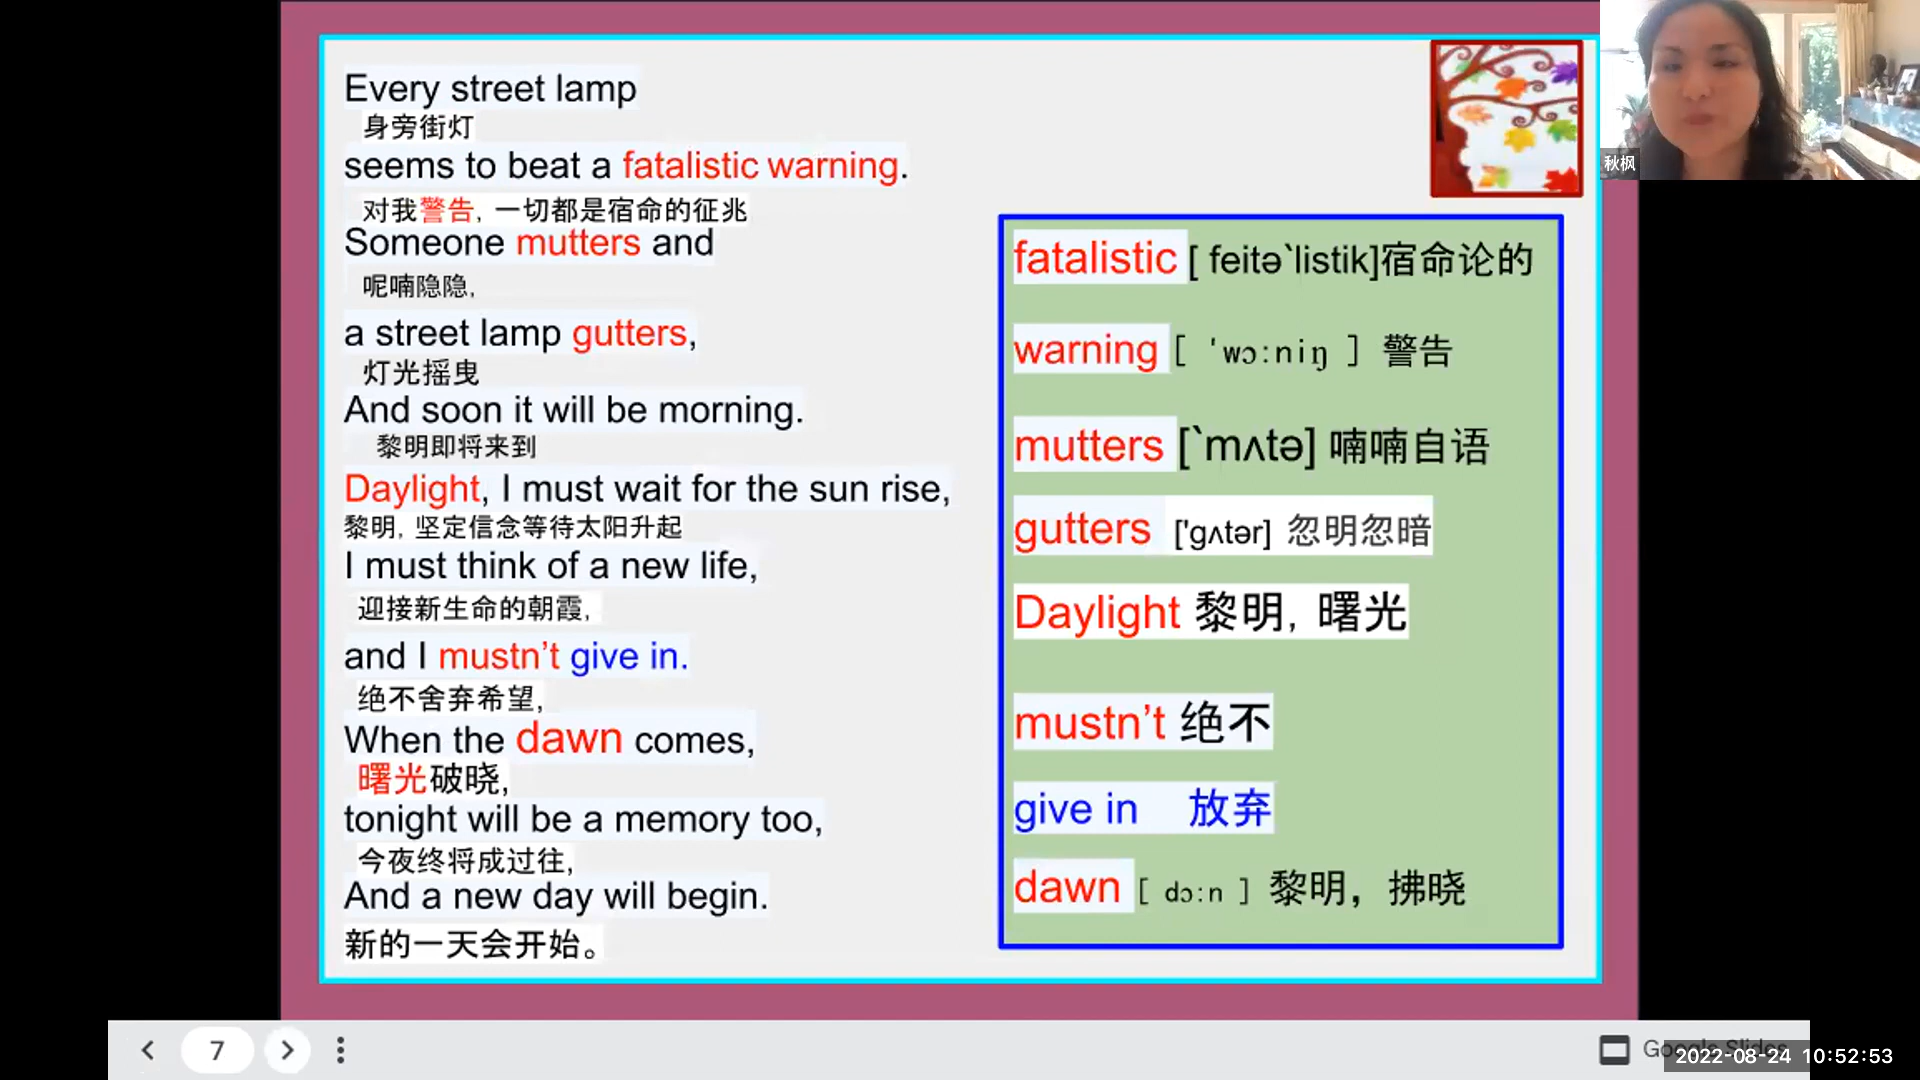 Every street lamp
身旁街灯
seems to beat a fatalistic warning.
对我警告, 一切都是宿命的征兆
Someone mutters and
呢喃隐隐,
a street lamp gutters,
灯光摇曳
And soon it will be morning.
黎明即将来到
Daylight, I must wait for the sun rise,
黎明, 坚定信念等待太阳升起
I must think of a new life,
迎接新生命的朝霞,
and I mustn’t give in.
绝不舍弃希望,
When the dawn comes,
曙光破晓,
tonight will be a memory too,
今夜终将成过往,
And a new day will begin.
新的一天会开始。
fatalistic [ feitə`listik]宿命论的
warning [ ˈwɔːniŋ ] 警告
mutters [`mʌtə] 喃喃自语
gutters ['gʌtər] 忽明忽暗
Daylight 黎明, 曙光
mustn’t 绝不
give in 放弃
dawn [ dɔːn ] 黎明，拂晓
秋枫
7
Google Slides
2022-08-24 10:52:53